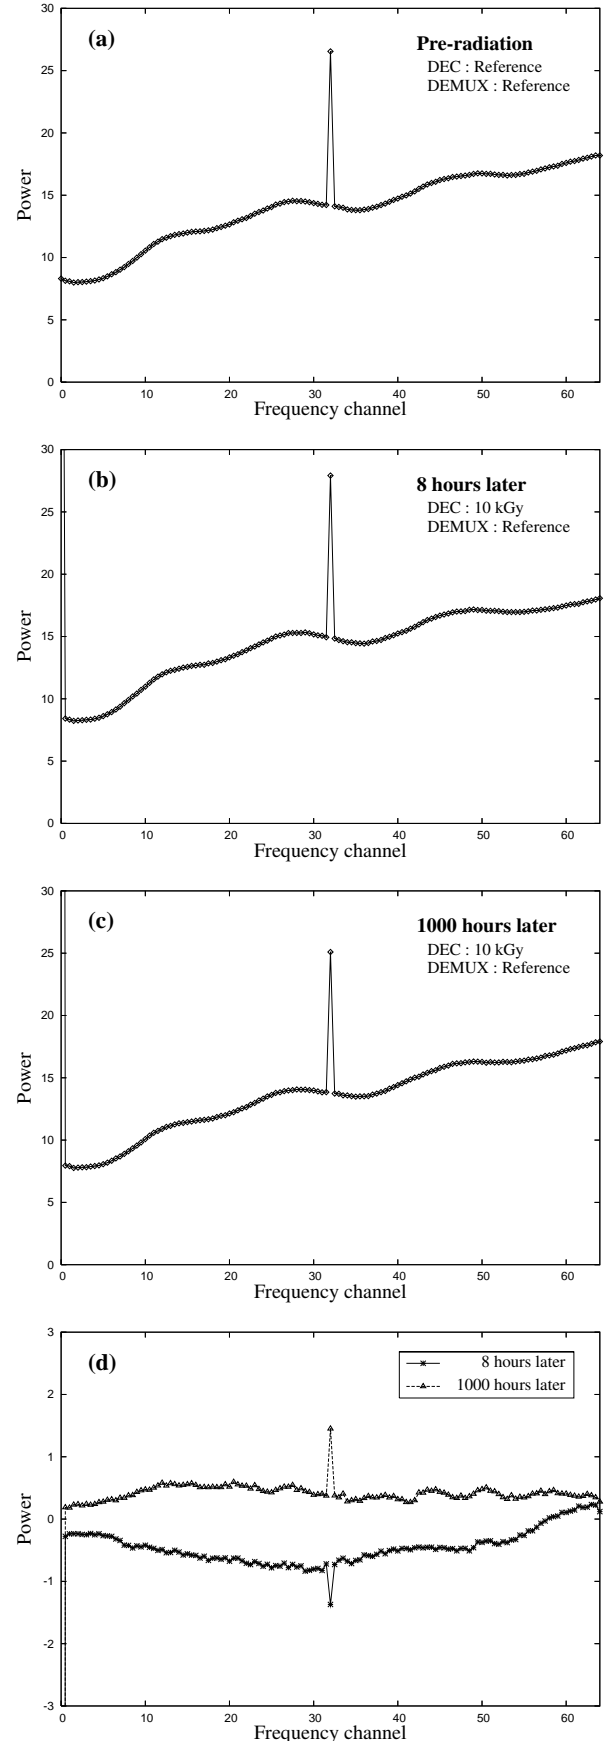 30
(a)
Pre-radiation
DEC : Reference
25
DEMUX : Reference
20
Power
15
10
5
0
0 10 20 30 40 50 60
Frequency channel
30
(b)
8 hours later
DEC : 10 kGy
25
DEMUX : Reference
20
Power
15
10
5
0
0 10 20 30 40 50 60
Frequency channel
30
(c)
1000 hours later
DEC : 10 kGy
25
DEMUX : Reference
20
Power
15
10
5
0
0 10 20 30 40 50 60
Frequency channel
3
(d)
8 hours later
1000 hours later
2
1
Power
0
-1
-2
-3
0 10 20 30 40 50 60
Frequency channel